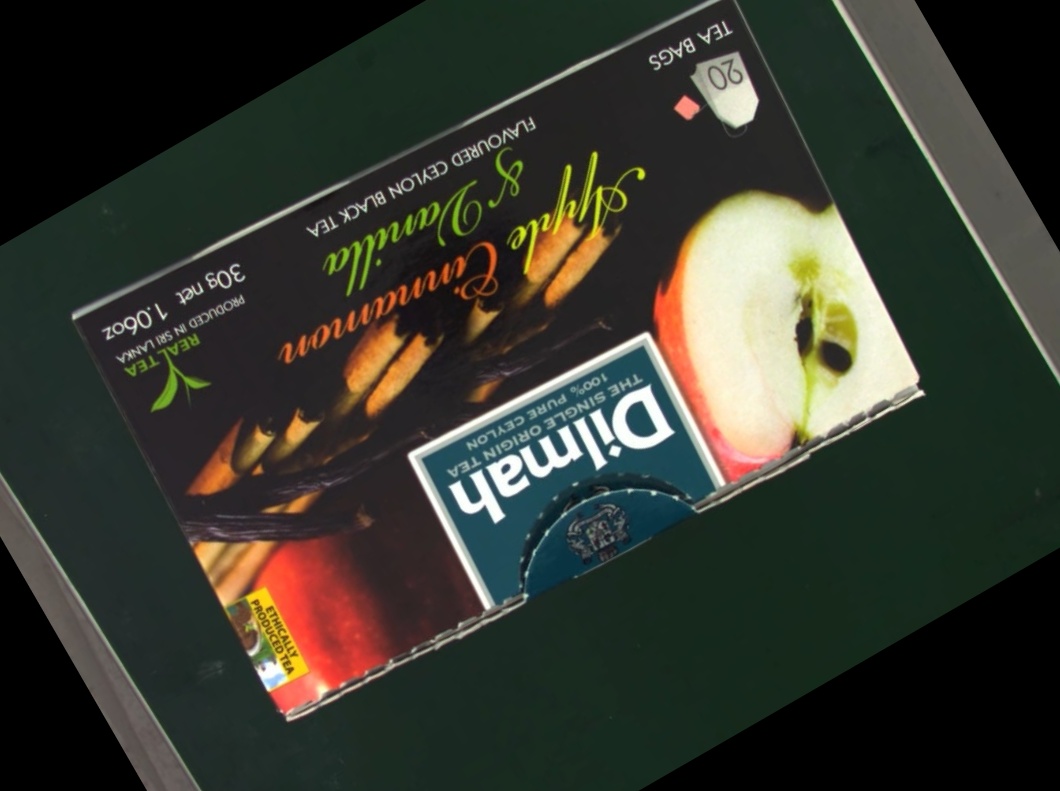 Dilmah
THE SINGLE ORIGIN TEA
100% PURE CEYLON
Apple Cinnamon
& Vanilla
FLAVOURED CEYLON BLACK TEA
20
TEA BAGS
ETHICALLY
PRODUCED TEA
REAL TEA
PRODUCED IN SRI LANKA
30g net 1.06oz